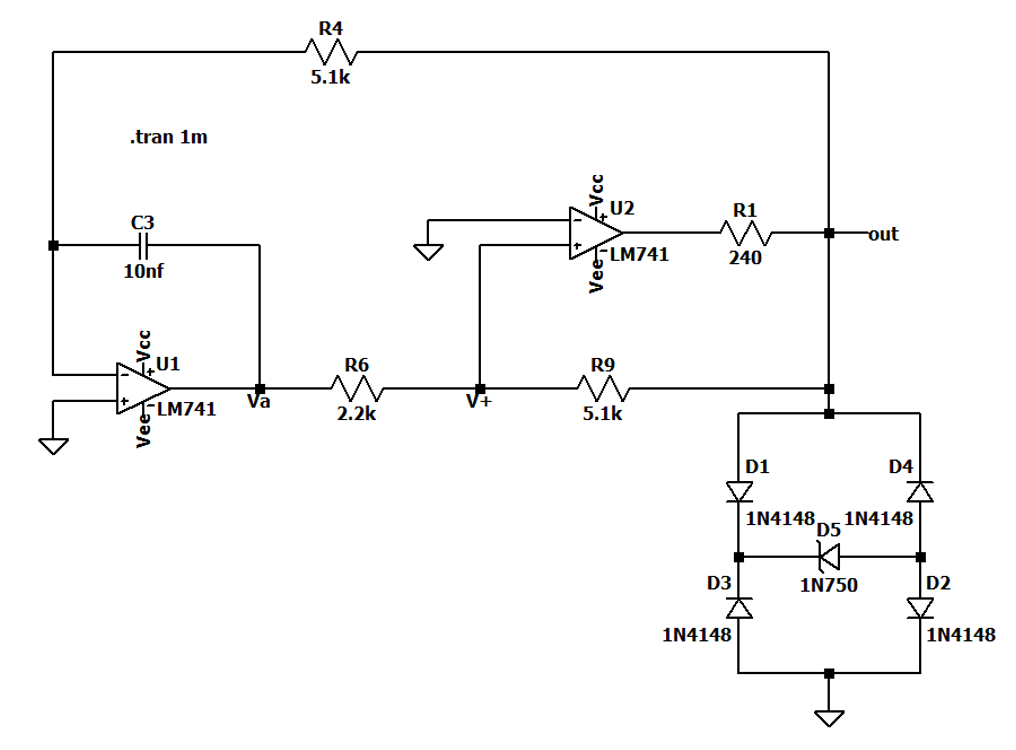 R4
5.1k
.tran 1m
Vcc
U2
C3
R1
+
-
+
out
-
LM741
240
10nf
Vee
Vcc
U1
+
R6
R9
-
+
-
LM741
Va
V+
2.2k
5.1k
Vee
D1
D4
1N4148
1N4148
D5
D3
1N750
D2
1N4148
1N4148